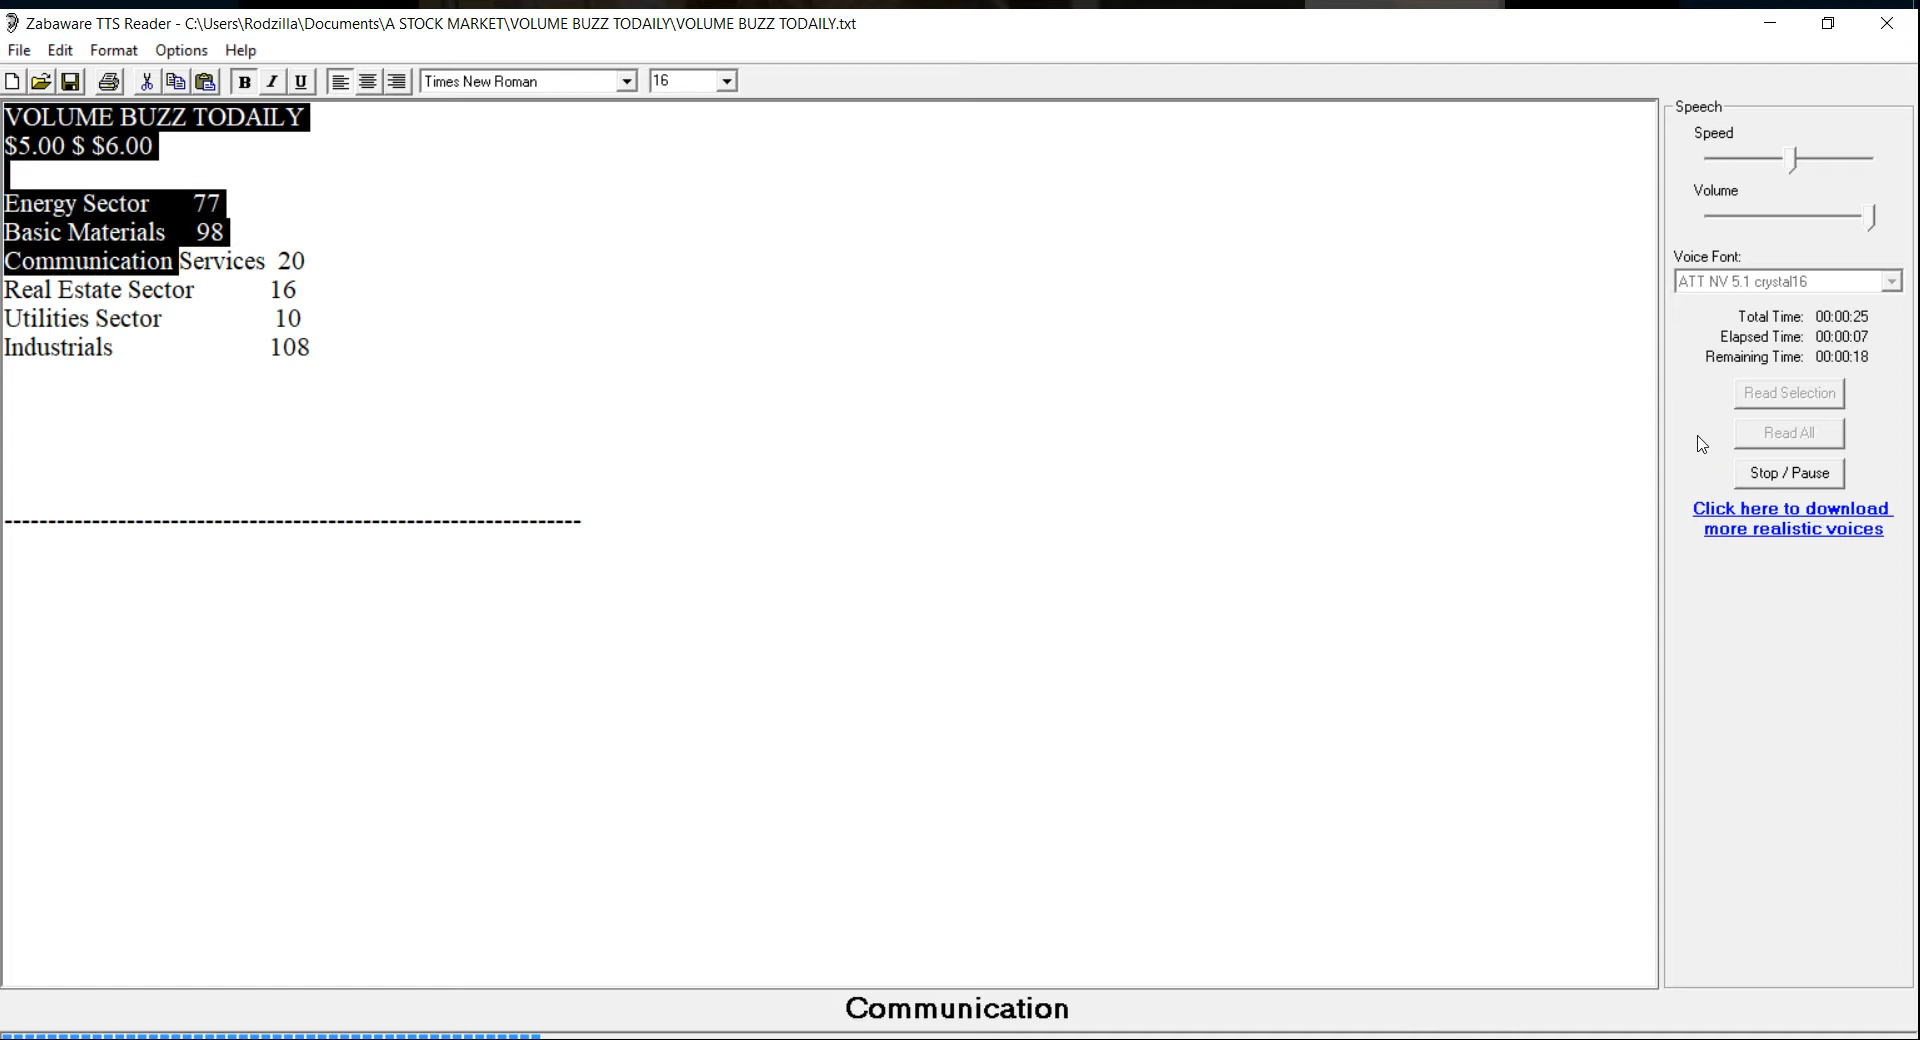 Zabaware TTS Reader - C:\Users\Rodzilla\Documents\A STOCK MARKET\VOLUME BUZZ TODAILY\VOLUME BUZZ TODAILY.txt
File Edit Format Options Help
B I U Times New Roman 16
VOLUME BUZZ TODAILY
$5.00 $ $6.00
Energy Sector 77
Basic Materials 98
Communication Services 20
Real Estate Sector 16
Utilities Sector 10
Industrials 108
------------------------------------------------------------------
Speech
Speed
Volume
Voice Font:
ATT NV 5.1 crystal16
Total Time: 00:00:25
Elapsed Time: 00:00:07
Remaining Time: 00:00:18
Read Selection
Read All
Stop / Pause
Click here to download
more realistic voices
Communication